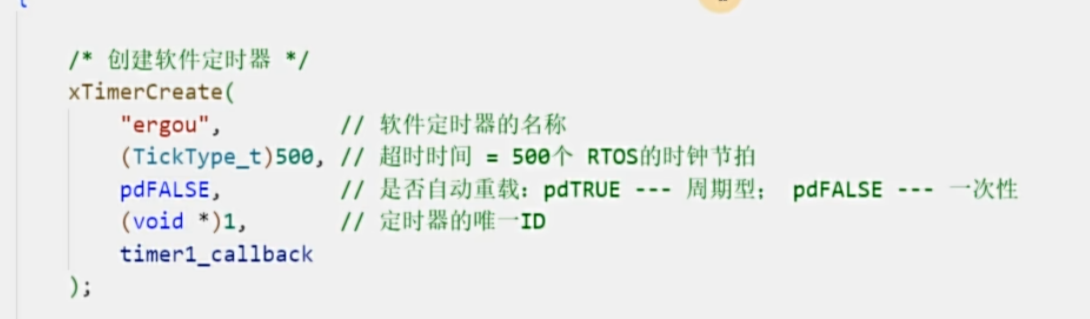 /* 创建软件定时器 */
xTimerCreate(
"ergou", // 软件定时器的名称
(TickType_t)500, // 超时时间 = 500个 RTOS的时钟节拍
pdFALSE, // 是否自动重载：pdTRUE --- 周期型； pdFALSE --- 一次性
(void *)1, // 定时器的唯一ID
timer1_callback
);